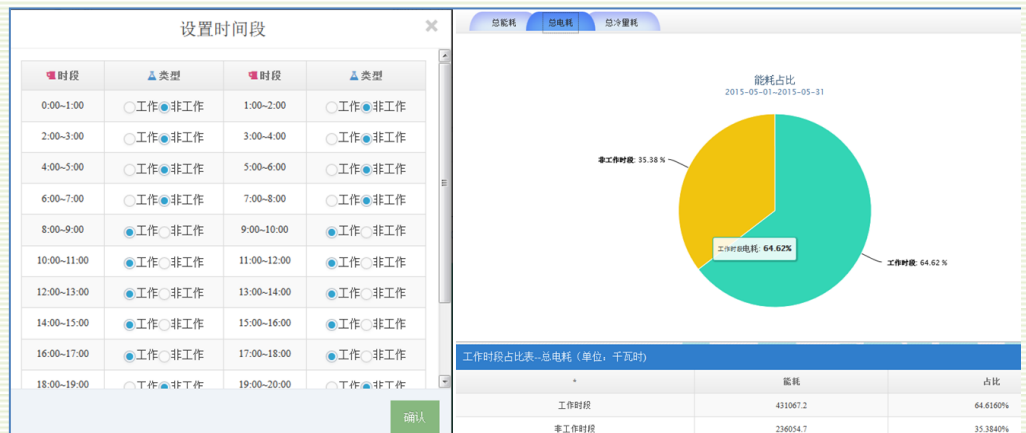 设置时间段 ×
时段 类型 时段 类型
0:00~1:00 工作 非工作 1:00~2:00 工作 非工作
2:00~3:00 工作 非工作 3:00~4:00 工作 非工作
4:00~5:00 工作 非工作 5:00~6:00 工作 非工作
6:00~7:00 工作 非工作 7:00~8:00 工作 非工作
8:00~9:00 工作 非工作 9:00~10:00 工作 非工作
10:00~11:00 工作 非工作 11:00~12:00 工作 非工作
12:00~13:00 工作 非工作 13:00~14:00 工作 非工作
14:00~15:00 工作 非工作 15:00~16:00 工作 非工作
16:00~17:00 工作 非工作 17:00~18:00 工作 非工作
18:00~19:00 工作 非工作 19:00~20:00 工作 非工作
确认
总能耗 总电耗 总冷量耗
能耗占比
2015-05-01~2015-05-31
非工作时段: 35.38 %
工作时段电耗: 64.62%
工作时段: 64.62 %
工作时段占比表--总电耗（单位：千瓦时)
* 能耗 占比
工作时段 431067.2 64.6160%
非工作时段 236054.7 35.3840%